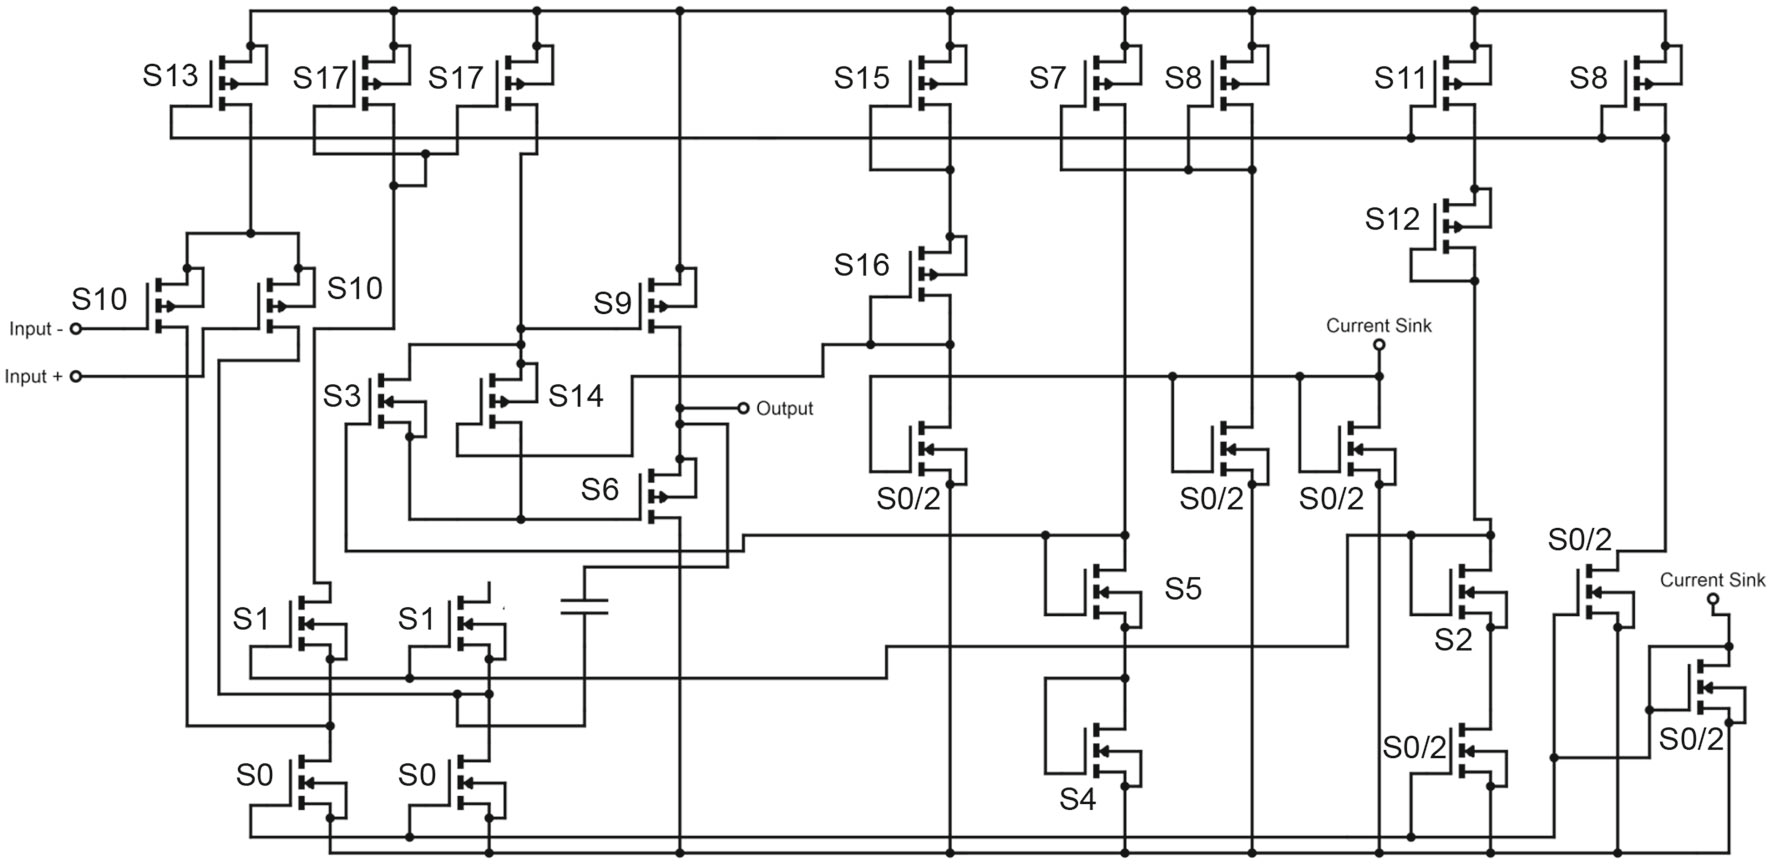 S13
S17
S17
S15
S7
S8
S11
S8
S12
S16
S10
S10
S9
Input -
Current Sink
Input +
S3
S14
Output
S6
S0/2
S0/2
S0/2
S0/2
S5
Current Sink
S1
S1
S2
S0/2
S0/2
S0
S0
S4